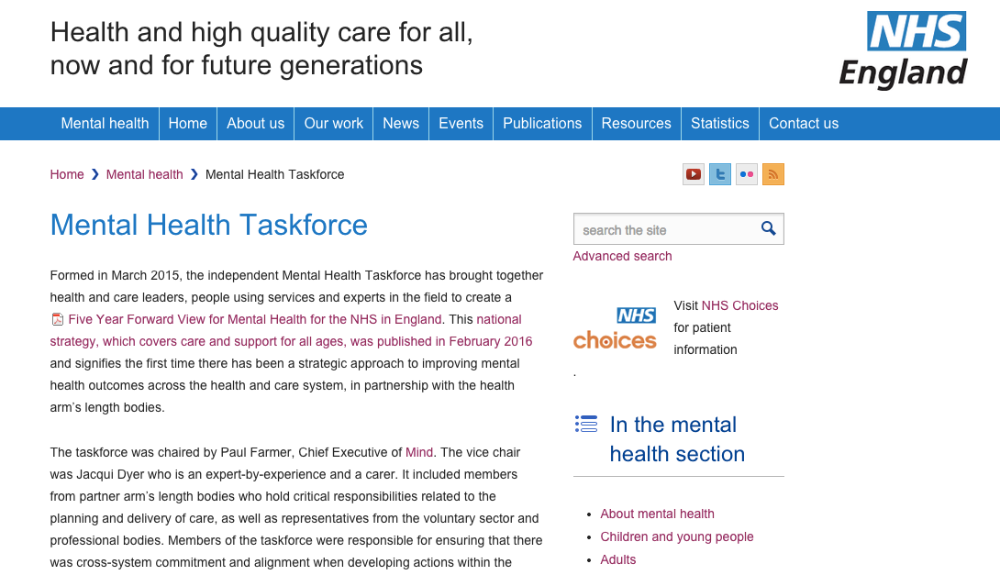 Health and high quality care for all,
now and for future generations
NHS
England
Mental health Home About us Our work News Events Publications Resources Statistics Contact us
Home ❯ Mental health ❯ Mental Health Taskforce
Mental Health Taskforce
Formed in March 2015, the independent Mental Health Taskforce has brought together
health and care leaders, people using services and experts in the field to create a
Five Year Forward View for Mental Health for the NHS in England. This national
strategy, which covers care and support for all ages, was published in February 2016
and signifies the first time there has been a strategic approach to improving mental
health outcomes across the health and care system, in partnership with the health
arm’s length bodies.
The taskforce was chaired by Paul Farmer, Chief Executive of Mind. The vice chair
was Jacqui Dyer who is an expert-by-experience and a carer. It included members
from partner arm’s length bodies who hold critical responsibilities related to the
planning and delivery of care, as well as representatives from the voluntary sector and
professional bodies. Members of the taskforce were responsible for ensuring that there
was cross-system commitment and alignment when developing actions within the
search the site
Advanced search
NHS
choices
Visit NHS Choices
for patient
information
.
In the mental
health section
• About mental health
• Children and young people
• Adults